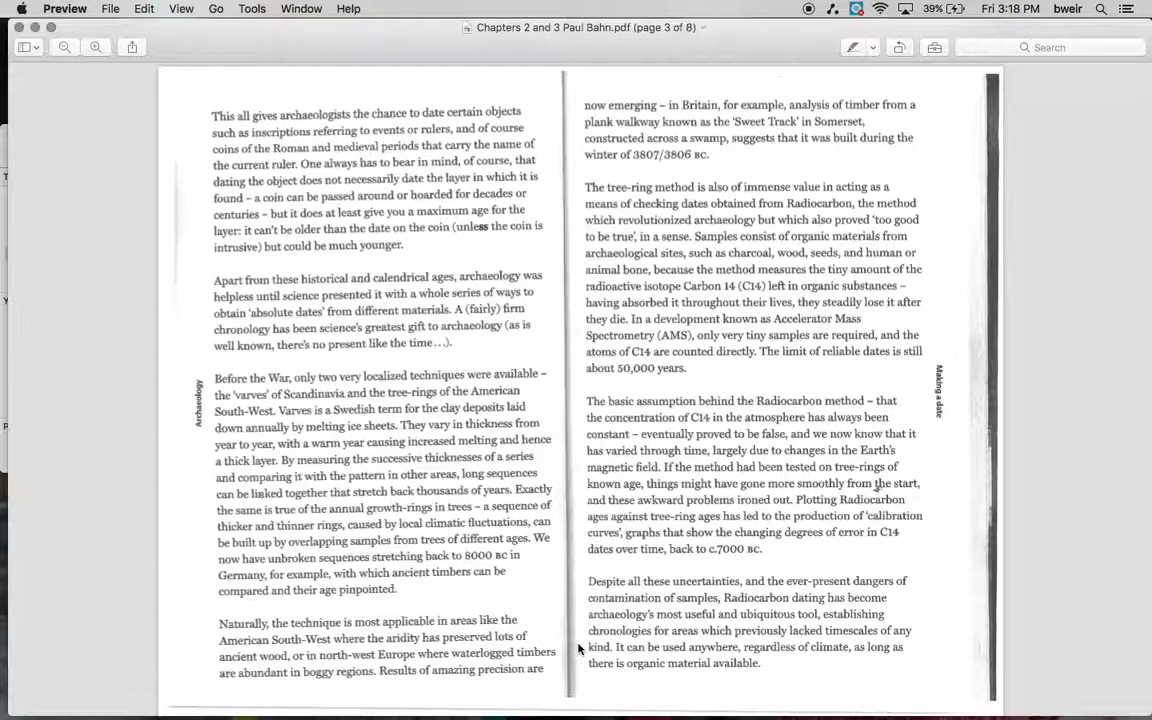 Preview File Edit View Go Tools Window Help 39% Fri 3:18 PM bweir
Chapters 2 and 3 Paul Bahn.pdf (page 3 of 8)
Search
This all gives archaeologists the chance to date certain objects
such as inscriptions referring to events or rulers, and of course
coins of the Roman and medieval periods that carry the name of
the current ruler. One always has to bear in mind, of course, that
dating the object does not necessarily date the layer in which it is
found – a coin can be passed around or hoarded for decades or
centuries – but it does at least give you a maximum age for the
layer: it can't be older than the date on the coin (unless the coin is
intrusive) but could be much younger.
Apart from these historical and calendrical ages, archaeology was
helpless until science presented it with a whole series of ways to
obtain 'absolute dates' from different materials. A (fairly) firm
chronology has been science's greatest gift to archaeology (as is
well known, there's no present like the time…).
Before the War, only two very localized techniques were available –
the 'varves' of Scandinavia and the tree-rings of the American
South-West. Varves is a Swedish term for the clay deposits laid
down annually by melting ice sheets. They vary in thickness from
year to year, with a warm year causing increased melting and hence
a thick layer. By measuring the successive thicknesses of a series
and comparing it with the pattern in other areas, long sequences
can be linked together that stretch back thousands of years. Exactly
the same is true of the annual growth-rings in trees – a sequence of
thicker and thinner rings, caused by local climatic fluctuations, can
be built up by overlapping samples from trees of different ages. We
now have unbroken sequences stretching back to 8000 BC in
Germany, for example, with which ancient timbers can be
compared and their age pinpointed.
Naturally, the technique is most applicable in areas like the
American South-West where the aridity has preserved lots of
ancient wood, or in north-west Europe where waterlogged timbers
are abundant in boggy regions. Results of amazing precision are
Archaeology
now emerging – in Britain, for example, analysis of timber from a
plank walkway known as the 'Sweet Track' in Somerset,
constructed across a swamp, suggests that it was built during the
winter of 3807/3806 BC.
The tree-ring method is also of immense value in acting as a
means of checking dates obtained from Radiocarbon, the method
which revolutionized archaeology but which also proved 'too good
to be true', in a sense. Samples consist of organic materials from
archaeological sites, such as charcoal, wood, seeds, and human or
animal bone, because the method measures the tiny amount of the
radioactive isotope Carbon 14 (C14) left in organic substances –
having absorbed it throughout their lives, they steadily lose it after
they die. In a development known as Accelerator Mass
Spectrometry (AMS), only very tiny samples are required, and the
atoms of C14 are counted directly. The limit of reliable dates is still
about 50,000 years.
The basic assumption behind the Radiocarbon method – that
the concentration of C14 in the atmosphere has always been
constant – eventually proved to be false, and we now know that it
has varied through time, largely due to changes in the Earth's
magnetic field. If the method had been tested on tree-rings of
known age, things might have gone more smoothly from the start,
and these awkward problems ironed out. Plotting Radiocarbon
ages against tree-ring ages has led to the production of 'calibration
curves', graphs that show the changing degrees of error in C14
dates over time, back to c.7000 BC.
Despite all these uncertainties, and the ever-present dangers of
contamination of samples, Radiocarbon dating has become
archaeology's most useful and ubiquitous tool, establishing
chronologies for areas which previously lacked timescales of any
kind. It can be used anywhere, regardless of climate, as long as
there is organic material available.
Making a date